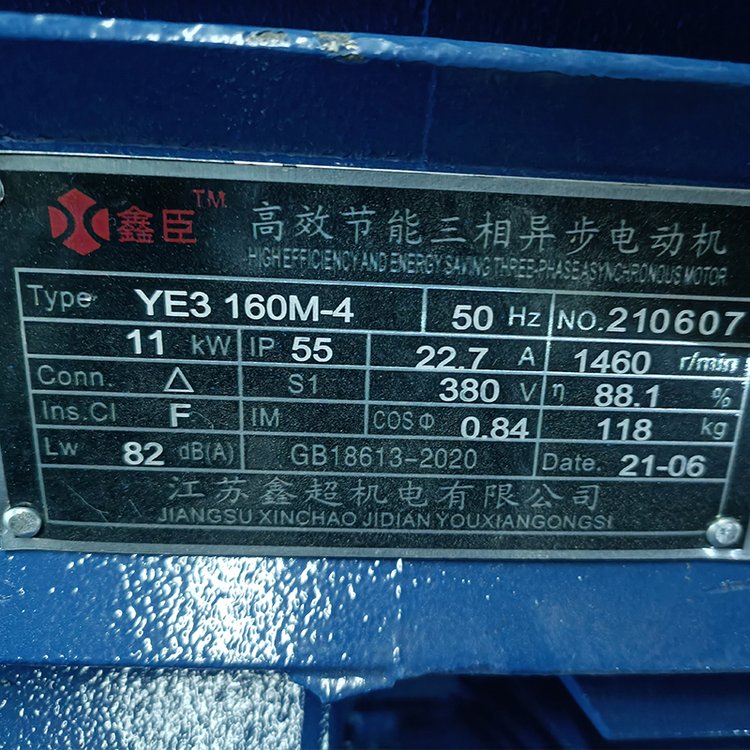 鑫臣 TM 高效节能三相异步电动机
HIGH EFFICIENCY AND ENERGY SAVING THREE-PHASE ASYNCHRONOUS MOTOR
Type YE3 160M-4 50 Hz NO.210607
11 kW IP 55 22.7 A 1460 r/min
Conn. △ S1 380 V η 88.1 %
Ins.Cl F IM COSΦ 0.84 118 kg
Lw 82 dB(A) GB18613-2020 Date. 21-06
江苏鑫超机电有限公司
JIANGSU XINCHAO JIDIAN YOUXIANGONGSI